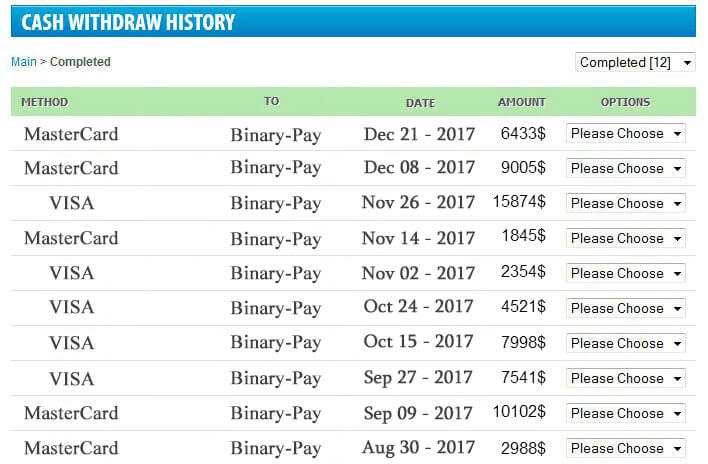 CASH WITHDRAW HISTORY
Main > Completed Completed [12]
METHOD TO DATE AMOUNT OPTIONS
MasterCard Binary-Pay Dec 21 - 2017 6433$ Please Choose
MasterCard Binary-Pay Dec 08 - 2017 9005$ Please Choose
VISA Binary-Pay Nov 26 - 2017 15874$ Please Choose
MasterCard Binary-Pay Nov 14 - 2017 1845$ Please Choose
VISA Binary-Pay Nov 02 - 2017 2354$ Please Choose
VISA Binary-Pay Oct 24 - 2017 4521$ Please Choose
VISA Binary-Pay Oct 15 - 2017 7998$ Please Choose
VISA Binary-Pay Sep 27 - 2017 7541$ Please Choose
MasterCard Binary-Pay Sep 09 - 2017 10102$ Please Choose
MasterCard Binary-Pay Aug 30 - 2017 2988$ Please Choose